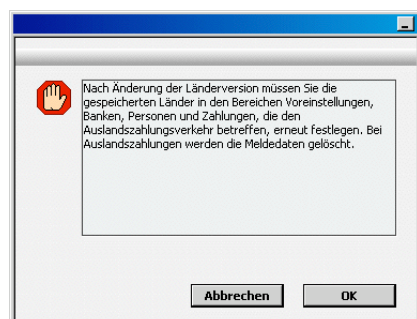 Nach Änderung der Länderversion müssen Sie die
gespeicherten Länder in den Bereichen Voreinstellungen,
Banken, Personen und Zahlungen, die den
Auslandszahlungsverkehr betreffen, erneut festlegen. Bei
Auslandszahlungen werden die Meldedaten gelöscht.
Abbrechen
OK